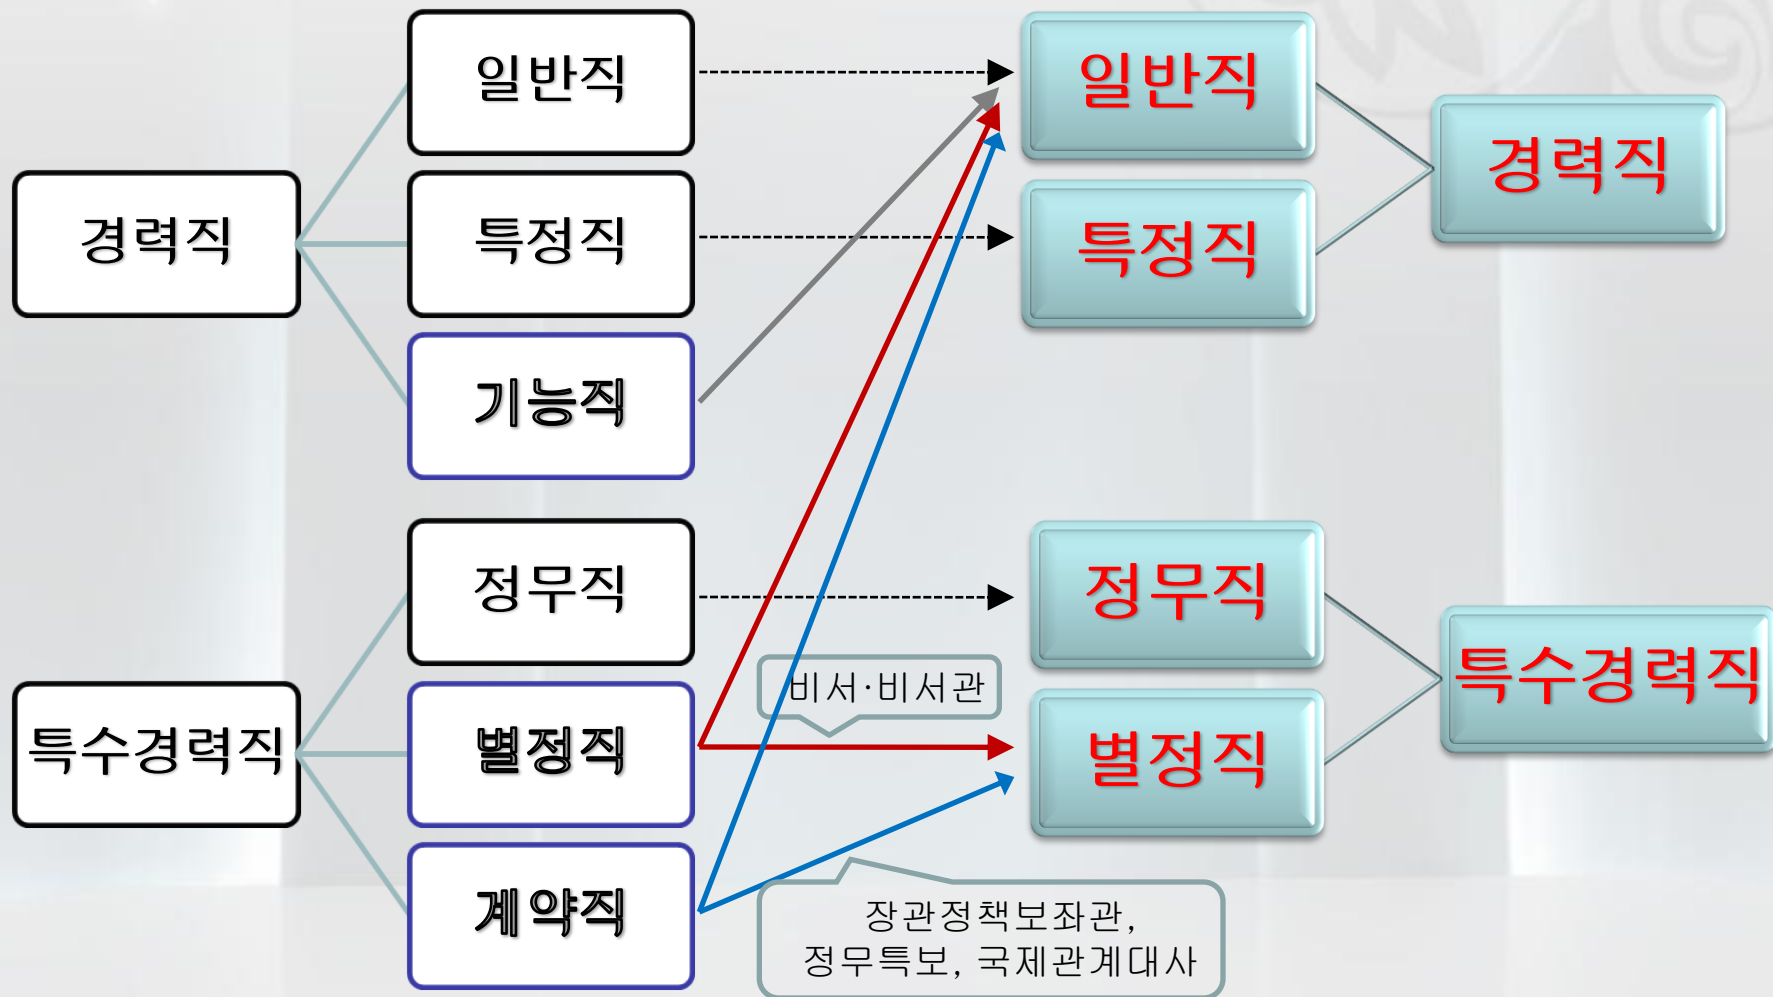 일반직
일반직
경력직
경력직
특정직
특정직
기능직
정무직
정무직
비서·비서관
특수경력직
특수경력직
별정직
별정직
계약직
장관정책보좌관,
정무특보, 국제관계대사